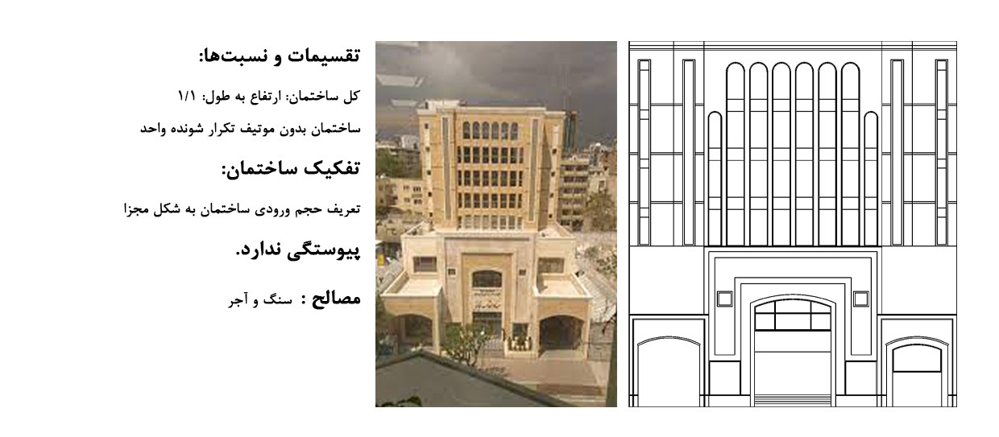 تقسیمات و نسبت‌ها:
کل ساختمان: ارتفاع به طول: ۱/۱
ساختمان بدون موتیف تکرار شونده واحد
تفکیک ساختمان:
تعریف حجم ورودی ساختمان به شکل مجزا
پیوستگی ندارد.
مصالح : سنگ و آجر